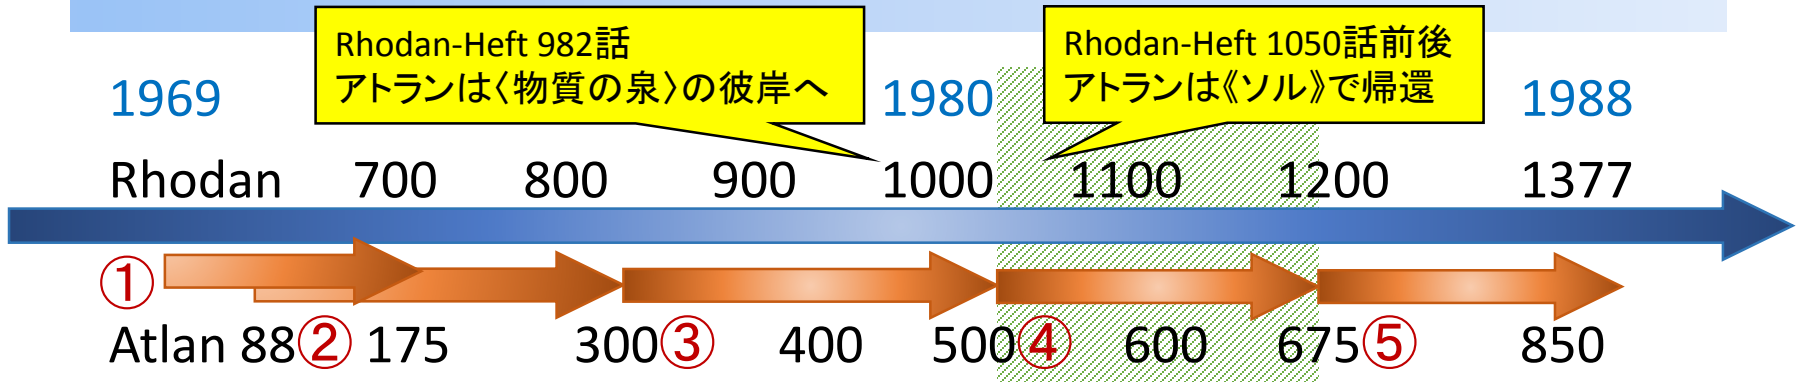 Rhodan-Heft 982話
アトランは〈物質の泉〉の彼岸へ
Rhodan-Heft 1050話前後
アトランは《ソル》で帰還
1969 1980 1988
Rhodan 700 800 900 1000 1100 1200 1377
①
Atlan 88 ② 175 300 ③ 400 500 ④ 600 675 ⑤ 850